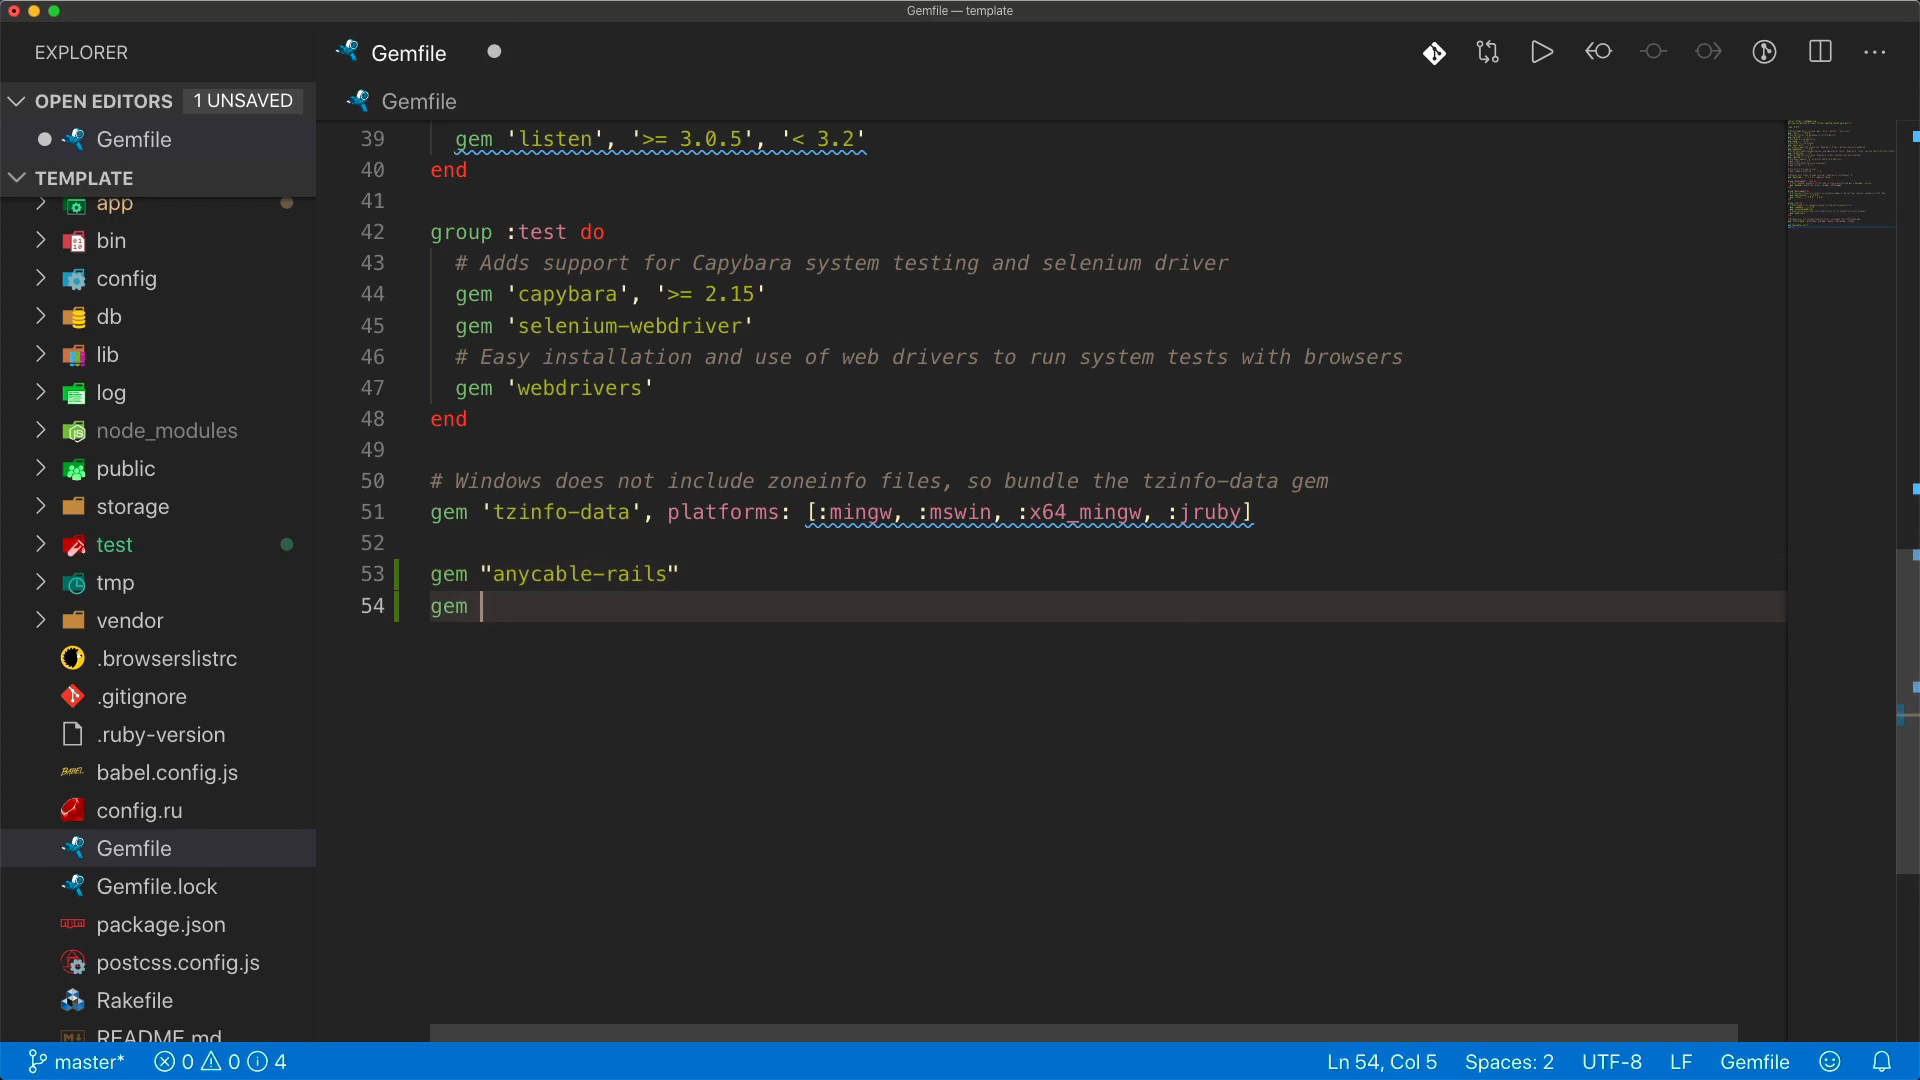 Gemfile — template
EXPLORER
OPEN EDITORS 1 UNSAVED
Gemfile
TEMPLATE
app
bin
config
db
lib
log
node_modules
public
storage
test
tmp
vendor
.browserslistrc
.gitignore
.ruby-version
babel.config.js
config.ru
Gemfile
Gemfile.lock
package.json
postcss.config.js
Rakefile
README.md
Gemfile
Gemfile
39 gem 'listen', '>= 3.0.5', '< 3.2'
40 end
41
42 group :test do
43 # Adds support for Capybara system testing and selenium driver
44 gem 'capybara', '>= 2.15'
45 gem 'selenium-webdriver'
46 # Easy installation and use of web drivers to run system tests with browsers
47 gem 'webdrivers'
48 end
49
50 # Windows does not include zoneinfo files, so bundle the tzinfo-data gem
51 gem 'tzinfo-data', platforms: [:mingw, :mswin, :x64_mingw, :jruby]
52
53 gem "anycable-rails"
54 gem
master* 0 0 4
Ln 54, Col 5 Spaces: 2 UTF-8 LF Gemfile